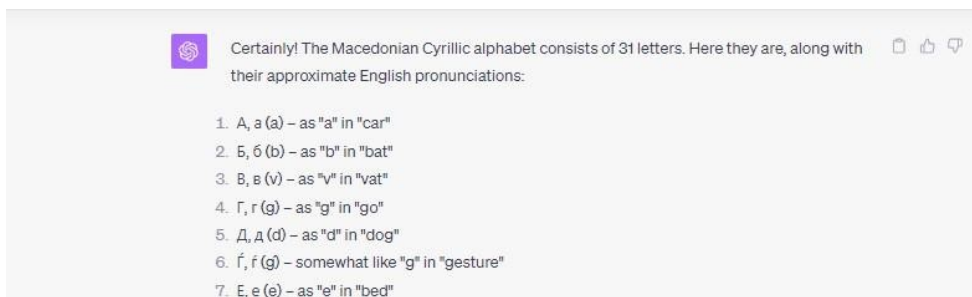 Certainly! The Macedonian Cyrillic alphabet consists of 31 letters. Here they are, along with
their approximate English pronunciations:
1. А, а (a) – as "a" in "car"
2. Б, б (b) – as "b" in "bat"
3. В, в (v) – as "v" in "vat"
4. Г, г (g) – as "g" in "go"
5. Д, д (d) – as "d" in "dog"
6. Ѓ, ѓ (ǵ) – somewhat like "g" in "gesture"
7. Е, е (e) – as "e" in "bed"